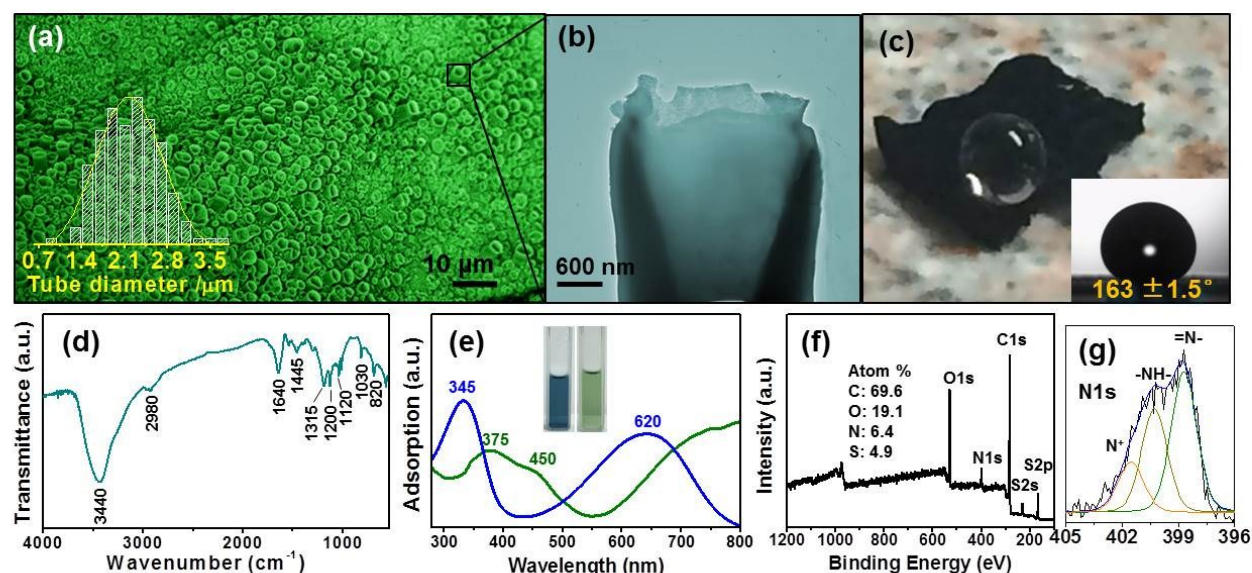 (a)
0.7 1.4 2.1 2.8 3.5
Tube diameter /μm
10 μm
(b)
600 nm
(c)
163 ±1.5°
(d)
Transmittance (a.u.)
3440
2980
1640
1445
1315
1200
1120
1030
820
4000 3000 2000 1000
Wavenumber (cm⁻¹)
(e)
Adsorption (a.u.)
345
375
450
620
300 400 500 600 700 800
Wavelength (nm)
(f)
Intensity (a.u.)
Atom %
C: 69.6
O: 19.1
N: 6.4
S: 4.9
O1s
N1s
C1s
S2s
S2p
1200 1000 800 600 400 200
Binding Energy (eV)
(g)
N1s
N⁺
-NH-
=N-
405 402 399 396